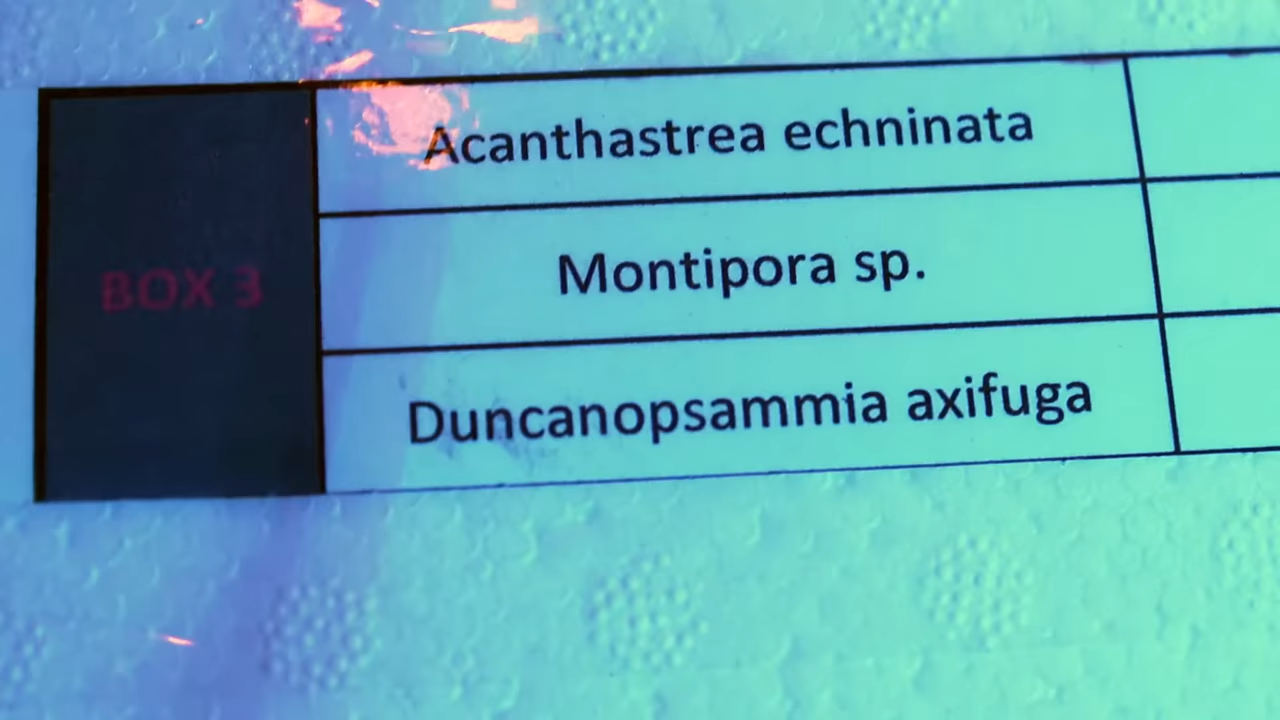 BOX 3
Acanthastrea echninata
Montipora sp.
Duncanopsammia axifuga